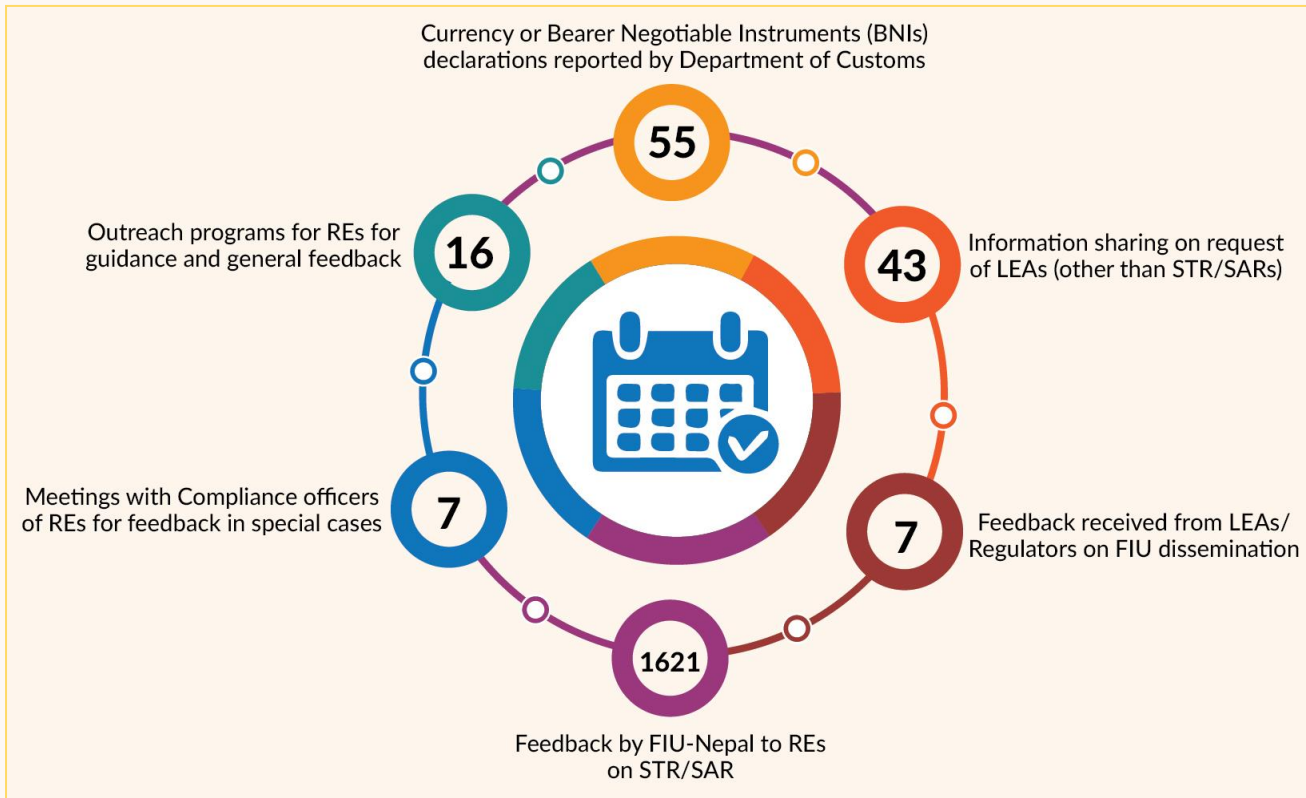 Currency or Bearer Negotiable Instruments (BNIs)
declarations reported by Department of Customs
55
43
Information sharing on request
of LEAs (other than STR/SARs)
7
Feedback received from LEAs/
Regulators on FIU dissemination
1621
Feedback by FIU-Nepal to REs
on STR/SAR
7
Meetings with Compliance officers
of REs for feedback in special cases
16
Outreach programs for REs for
guidance and general feedback